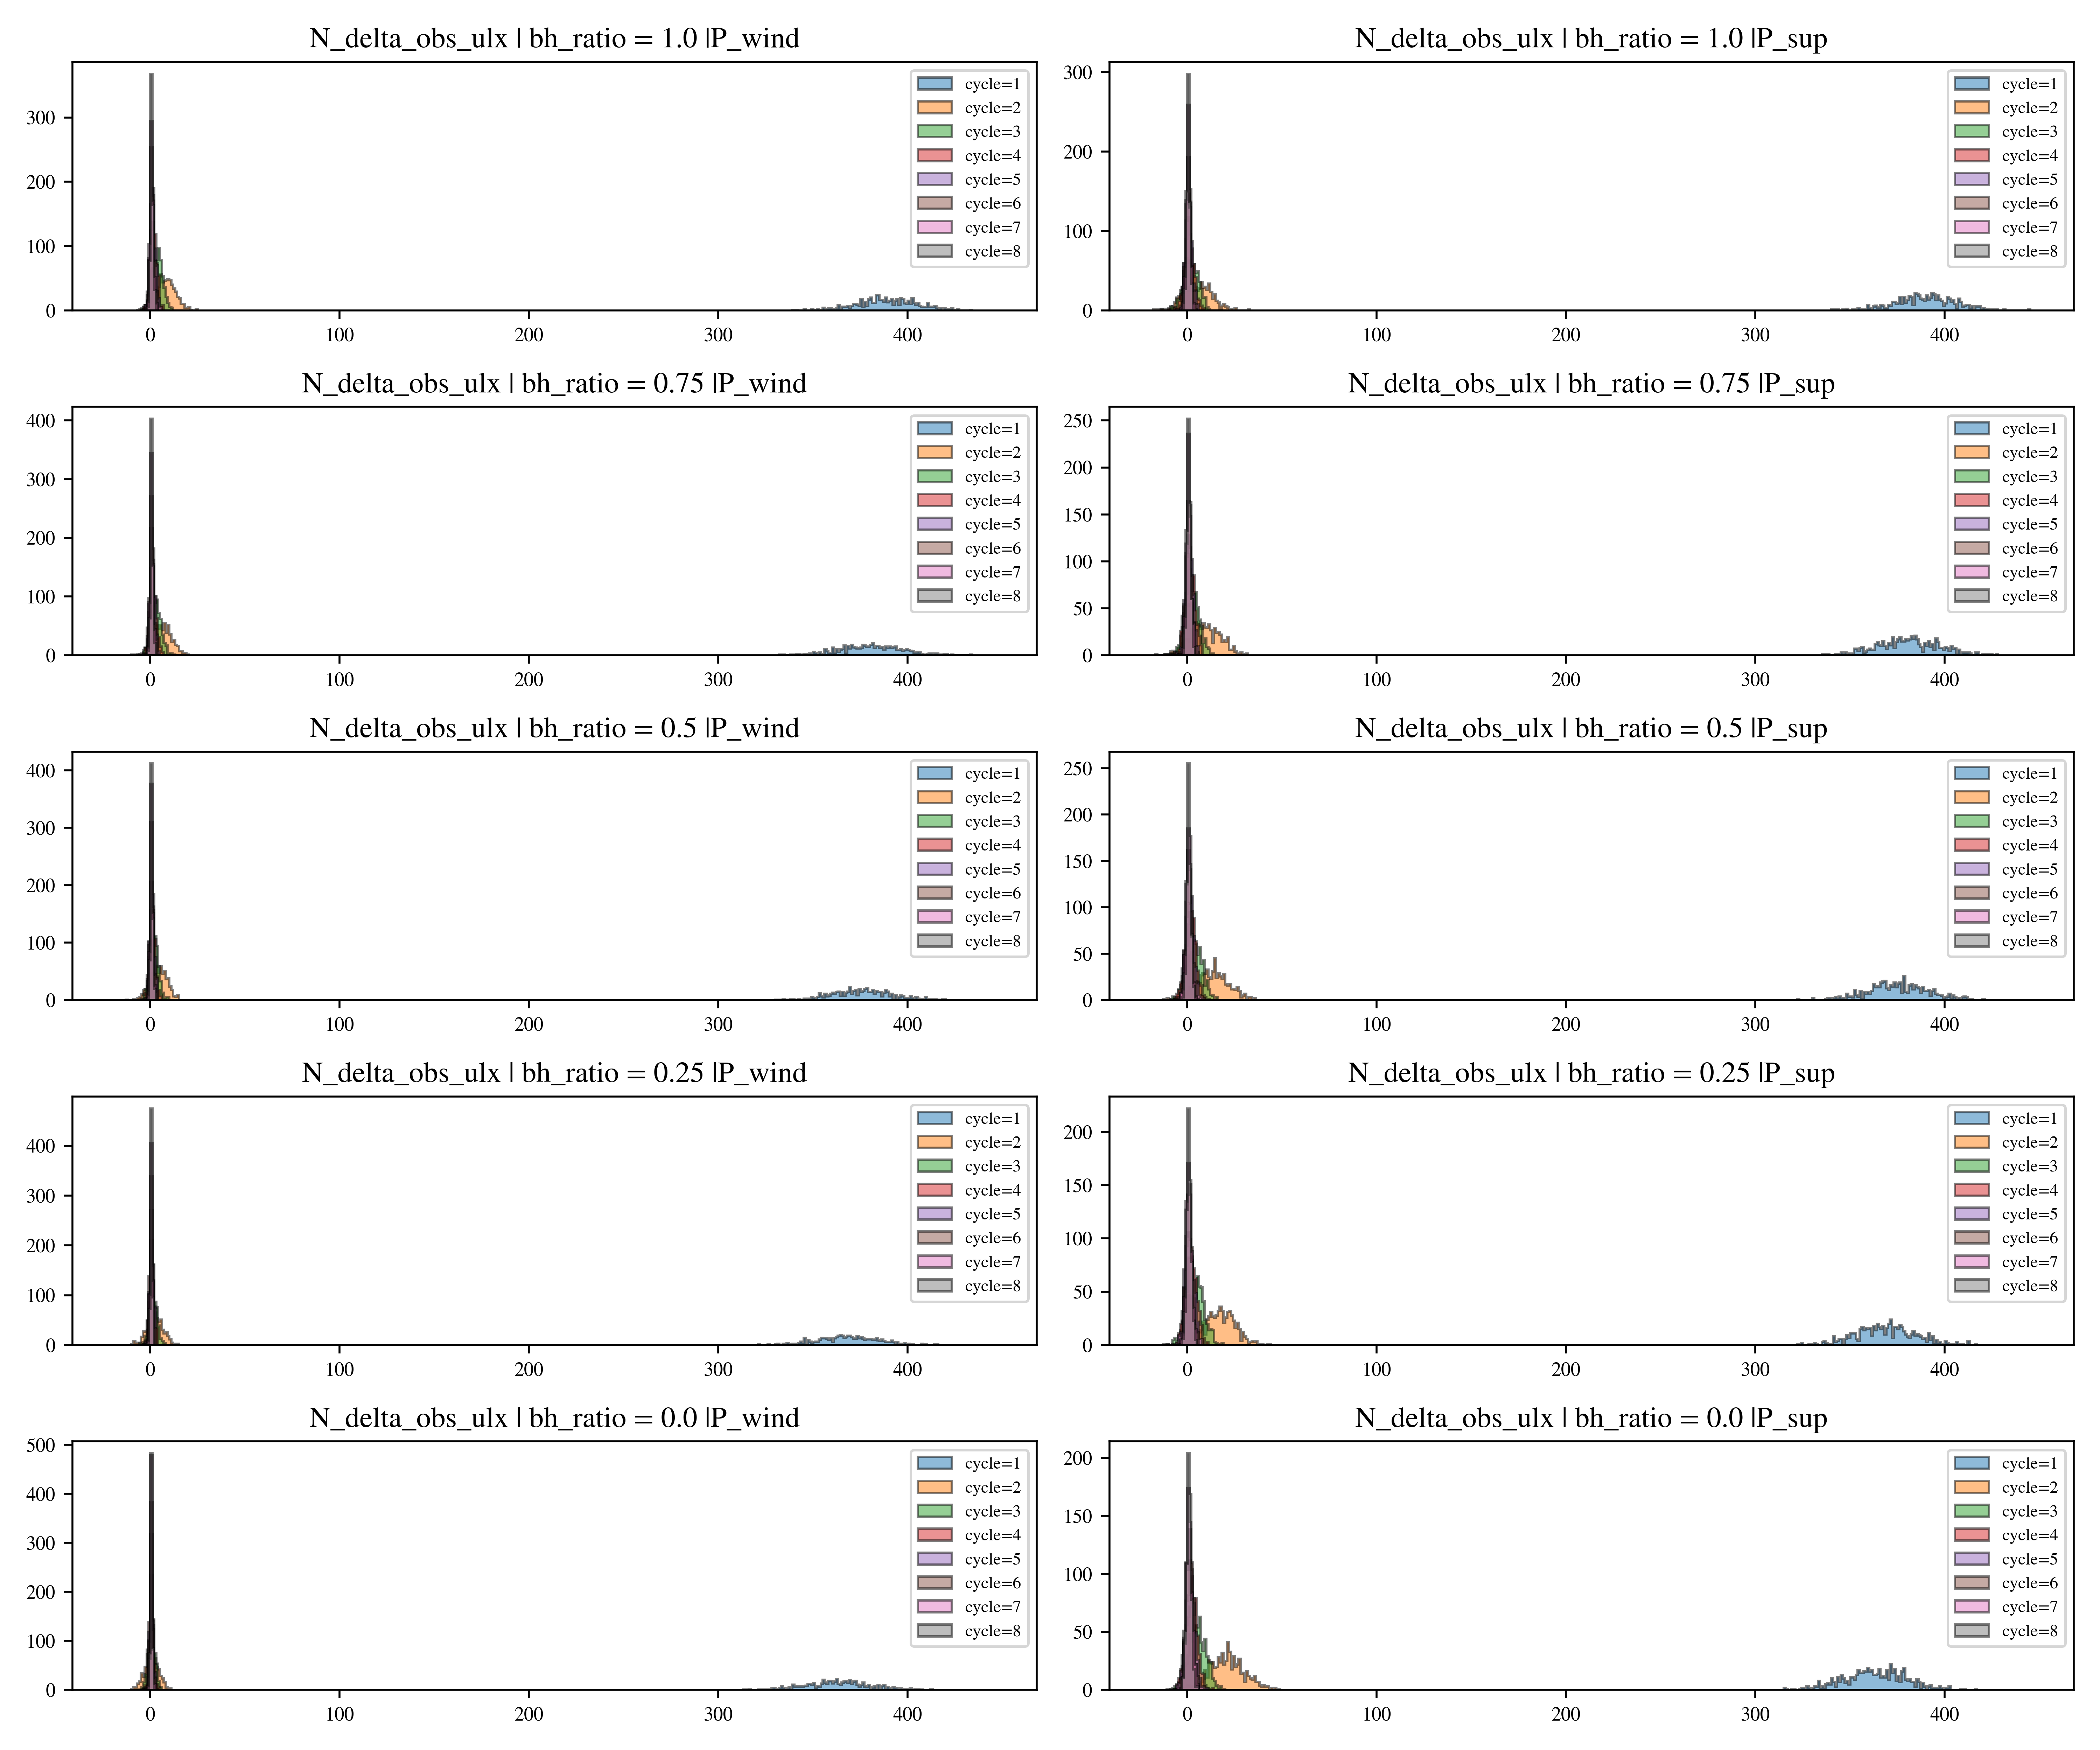 N_delta_obs_ulx | bh_ratio = 1.0 |P_wind
300
200
100
0
0 100 200 300 400
cycle=1
cycle=2
cycle=3
cycle=4
cycle=5
cycle=6
cycle=7
cycle=8
N_delta_obs_ulx | bh_ratio = 1.0 |P_sup
300
200
100
0
0 100 200 300 400
cycle=1
cycle=2
cycle=3
cycle=4
cycle=5
cycle=6
cycle=7
cycle=8
N_delta_obs_ulx | bh_ratio = 0.75 |P_wind
400
300
200
100
0
0 100 200 300 400
cycle=1
cycle=2
cycle=3
cycle=4
cycle=5
cycle=6
cycle=7
cycle=8
N_delta_obs_ulx | bh_ratio = 0.75 |P_sup
250
200
150
100
50
0
0 100 200 300 400
cycle=1
cycle=2
cycle=3
cycle=4
cycle=5
cycle=6
cycle=7
cycle=8
N_delta_obs_ulx | bh_ratio = 0.5 |P_wind
400
300
200
100
0
0 100 200 300 400
cycle=1
cycle=2
cycle=3
cycle=4
cycle=5
cycle=6
cycle=7
cycle=8
N_delta_obs_ulx | bh_ratio = 0.5 |P_sup
250
200
150
100
50
0
0 100 200 300 400
cycle=1
cycle=2
cycle=3
cycle=4
cycle=5
cycle=6
cycle=7
cycle=8
N_delta_obs_ulx | bh_ratio = 0.25 |P_wind
400
300
200
100
0
0 100 200 300 400
cycle=1
cycle=2
cycle=3
cycle=4
cycle=5
cycle=6
cycle=7
cycle=8
N_delta_obs_ulx | bh_ratio = 0.25 |P_sup
200
150
100
50
0
0 100 200 300 400
cycle=1
cycle=2
cycle=3
cycle=4
cycle=5
cycle=6
cycle=7
cycle=8
N_delta_obs_ulx | bh_ratio = 0.0 |P_wind
500
400
300
200
100
0
0 100 200 300 400
cycle=1
cycle=2
cycle=3
cycle=4
cycle=5
cycle=6
cycle=7
cycle=8
N_delta_obs_ulx | bh_ratio = 0.0 |P_sup
200
150
100
50
0
0 100 200 300 400
cycle=1
cycle=2
cycle=3
cycle=4
cycle=5
cycle=6
cycle=7
cycle=8